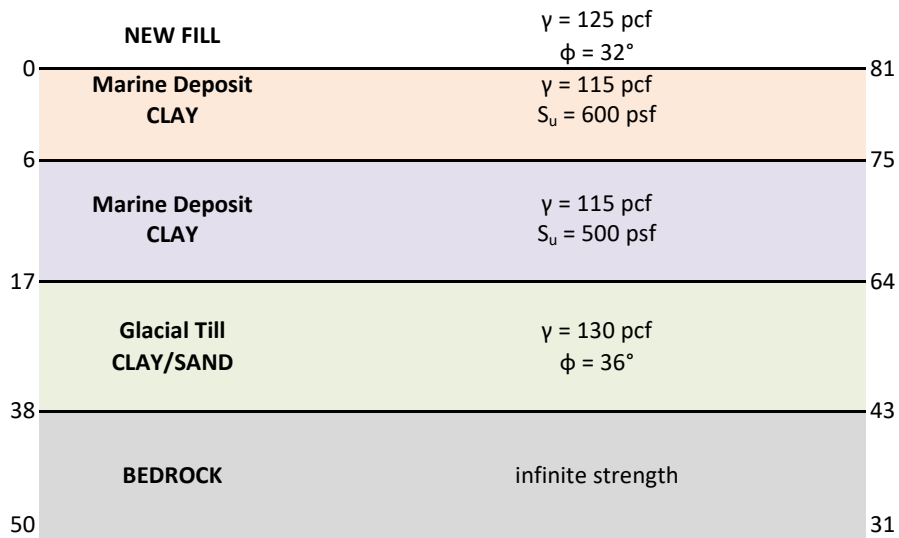 NEW FILL
γ = 125 pcf
ϕ = 32°
0
81
Marine Deposit
CLAY
γ = 115 pcf
Su = 600 psf
6
75
Marine Deposit
CLAY
γ = 115 pcf
Su = 500 psf
17
64
Glacial Till
CLAY/SAND
γ = 130 pcf
ϕ = 36°
38
43
BEDROCK
infinite strength
50
31